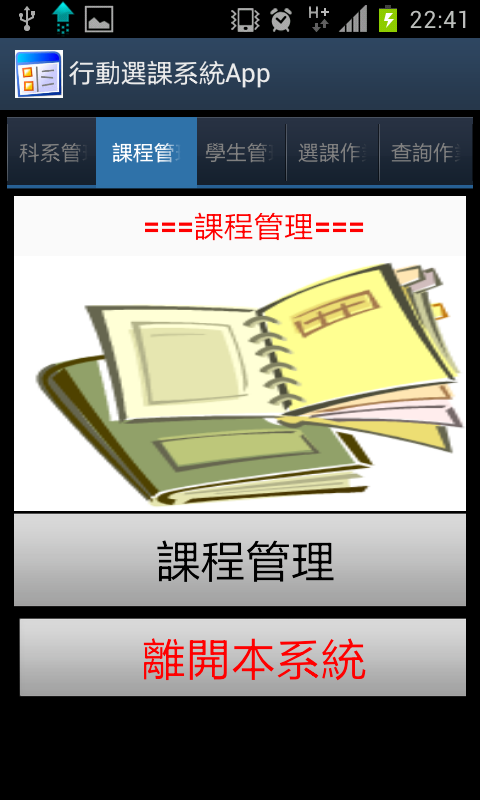 H+ 22:41
行動選課系統App
科系管 課程管 學生管 選課作 查詢作
===課程管理===
課程管理
離開本系統